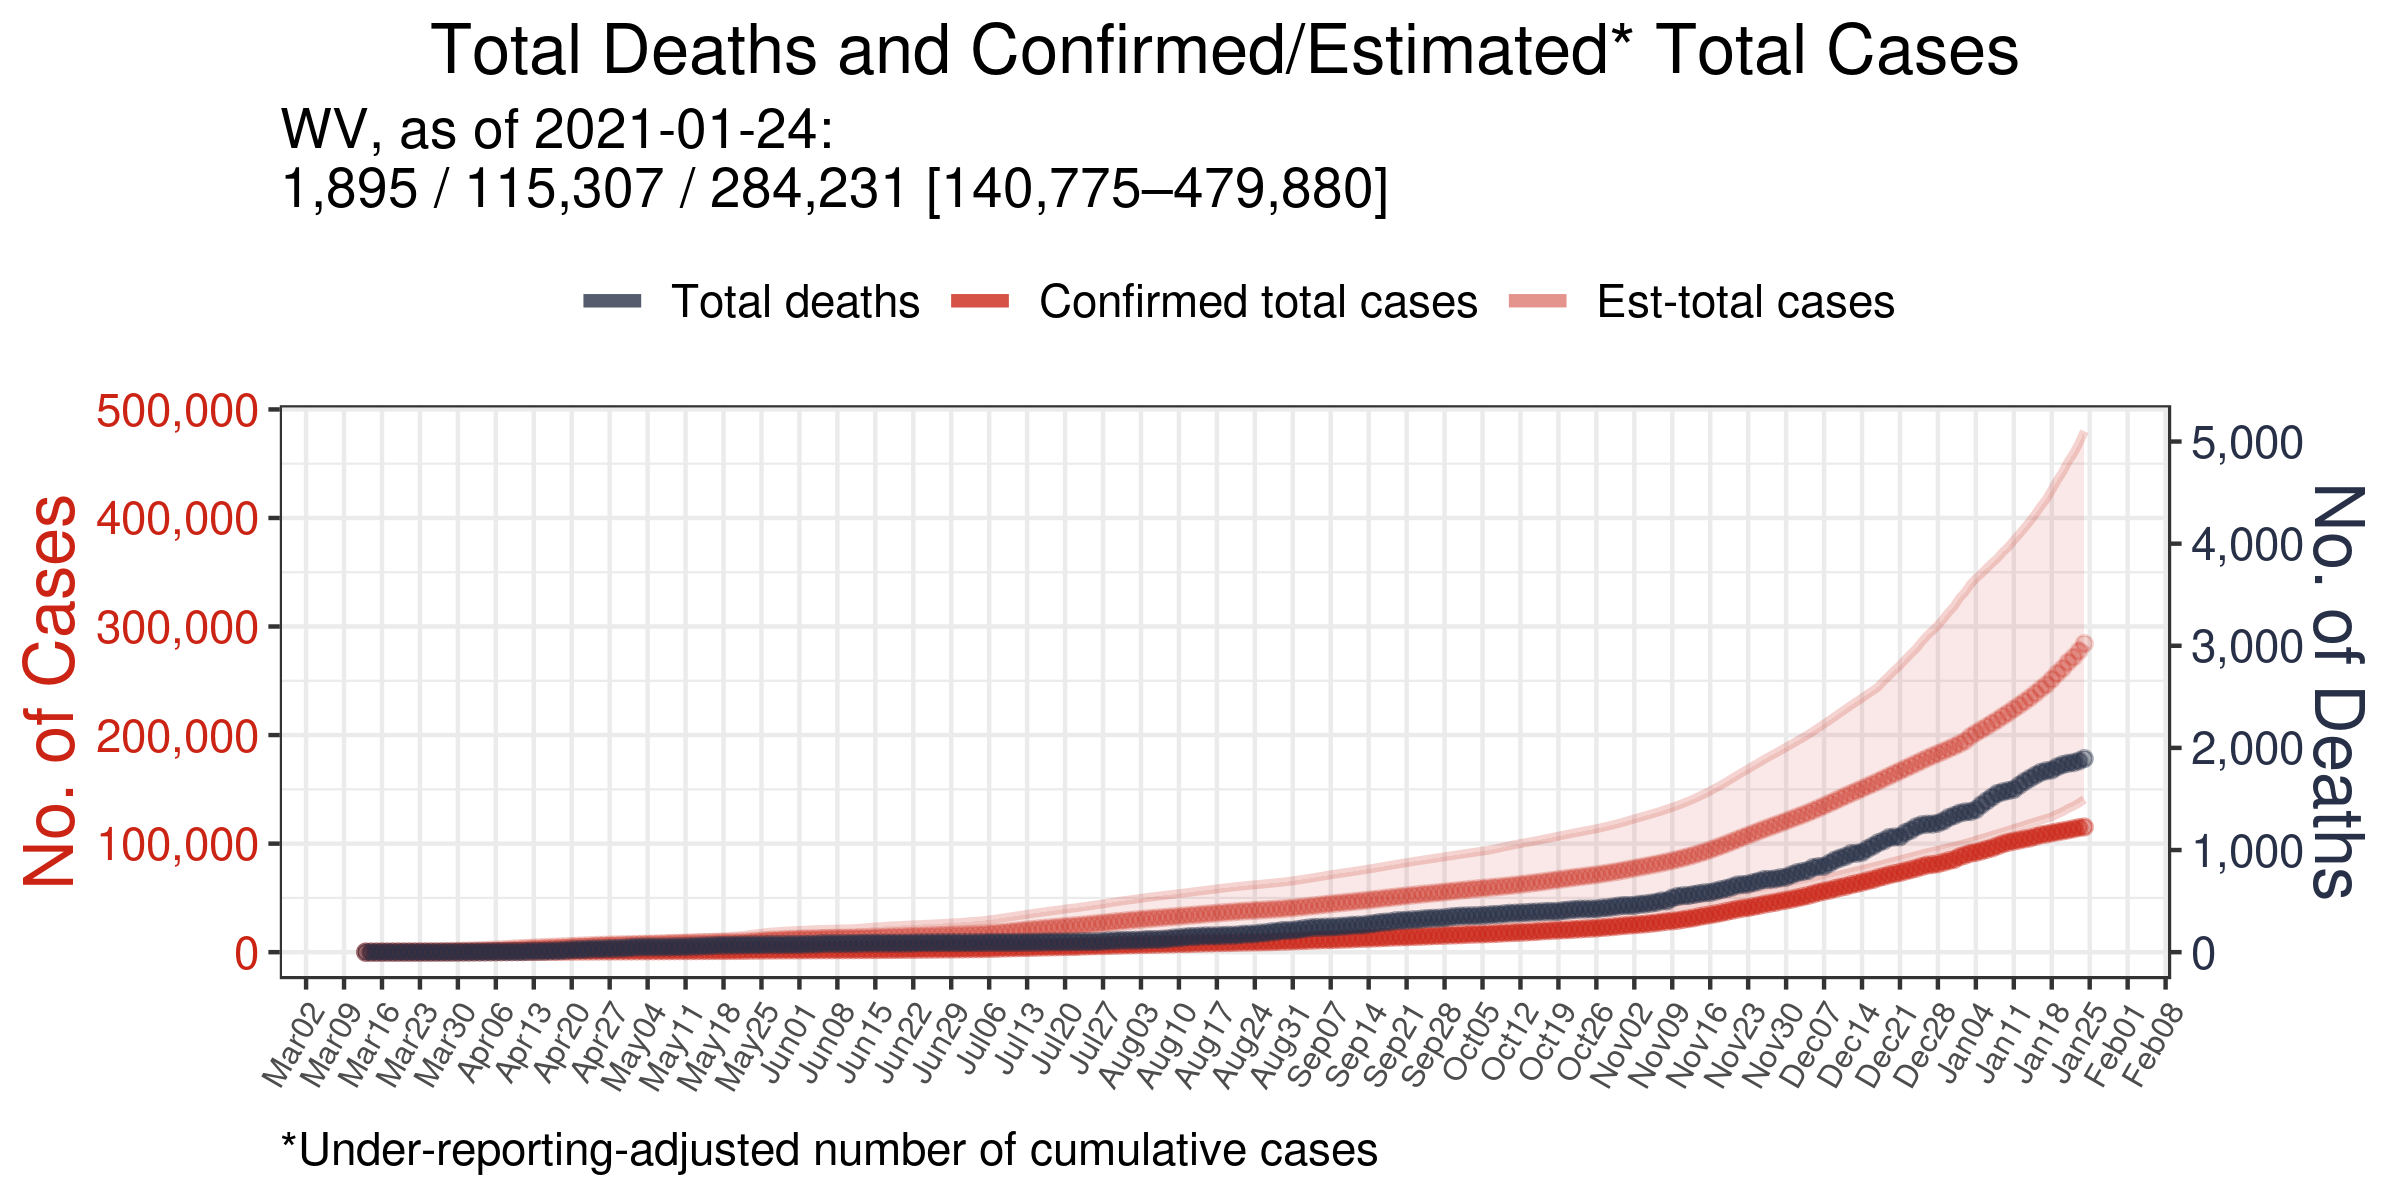 Total Deaths and Confirmed/Estimated* Total Cases
WV, as of 2021-01-24:
1,895 / 115,307 / 284,231 [140,775–479,880]
Total deaths
Confirmed total cases
Est-total cases
No. of Cases
500,000
400,000
300,000
200,000
100,000
0
5,000
4,000
3,000
2,000
1,000
0
No. of Deaths
Mar02
Mar09
Mar16
Mar23
Mar30
Apr06
Apr13
Apr20
Apr27
May04
May11
May18
May25
Jun01
Jun08
Jun15
Jun22
Jun29
Jul06
Jul13
Jul20
Jul27
Aug03
Aug10
Aug17
Aug24
Aug31
Sep07
Sep14
Sep21
Sep28
Oct05
Oct12
Oct19
Oct26
Nov02
Nov09
Nov16
Nov23
Nov30
Dec07
Dec14
Dec21
Dec28
Jan04
Jan11
Jan18
Jan25
Feb01
Feb08
*Under-reporting-adjusted number of cumulative cases